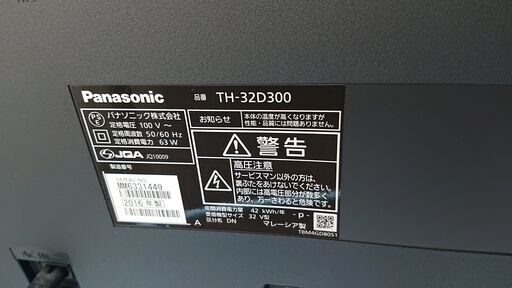 Panasonic
品番 TH-32D300
パナソニック株式会社
定格電圧 100 V~
定格周波数 50/60 Hz
定格消費電力 63 W
JQA JQ10009
製造番号
SERIAL NO.
MM6331449
2016 年製
お知らせ
本体の温度が高くなりますが
性能・品質には問題ありません。
警告
高圧注意
サービスマン以外の方は、
裏ぶたをあけないでください。
内部には高電圧部分が数多く
あり、万一さわると危険です。
年間消費電力量 42 kWh/年
受信機型サイズ 32 V型
区分名 DN
A
- P -
マレーシア製
TBM4GD8051
AC IN